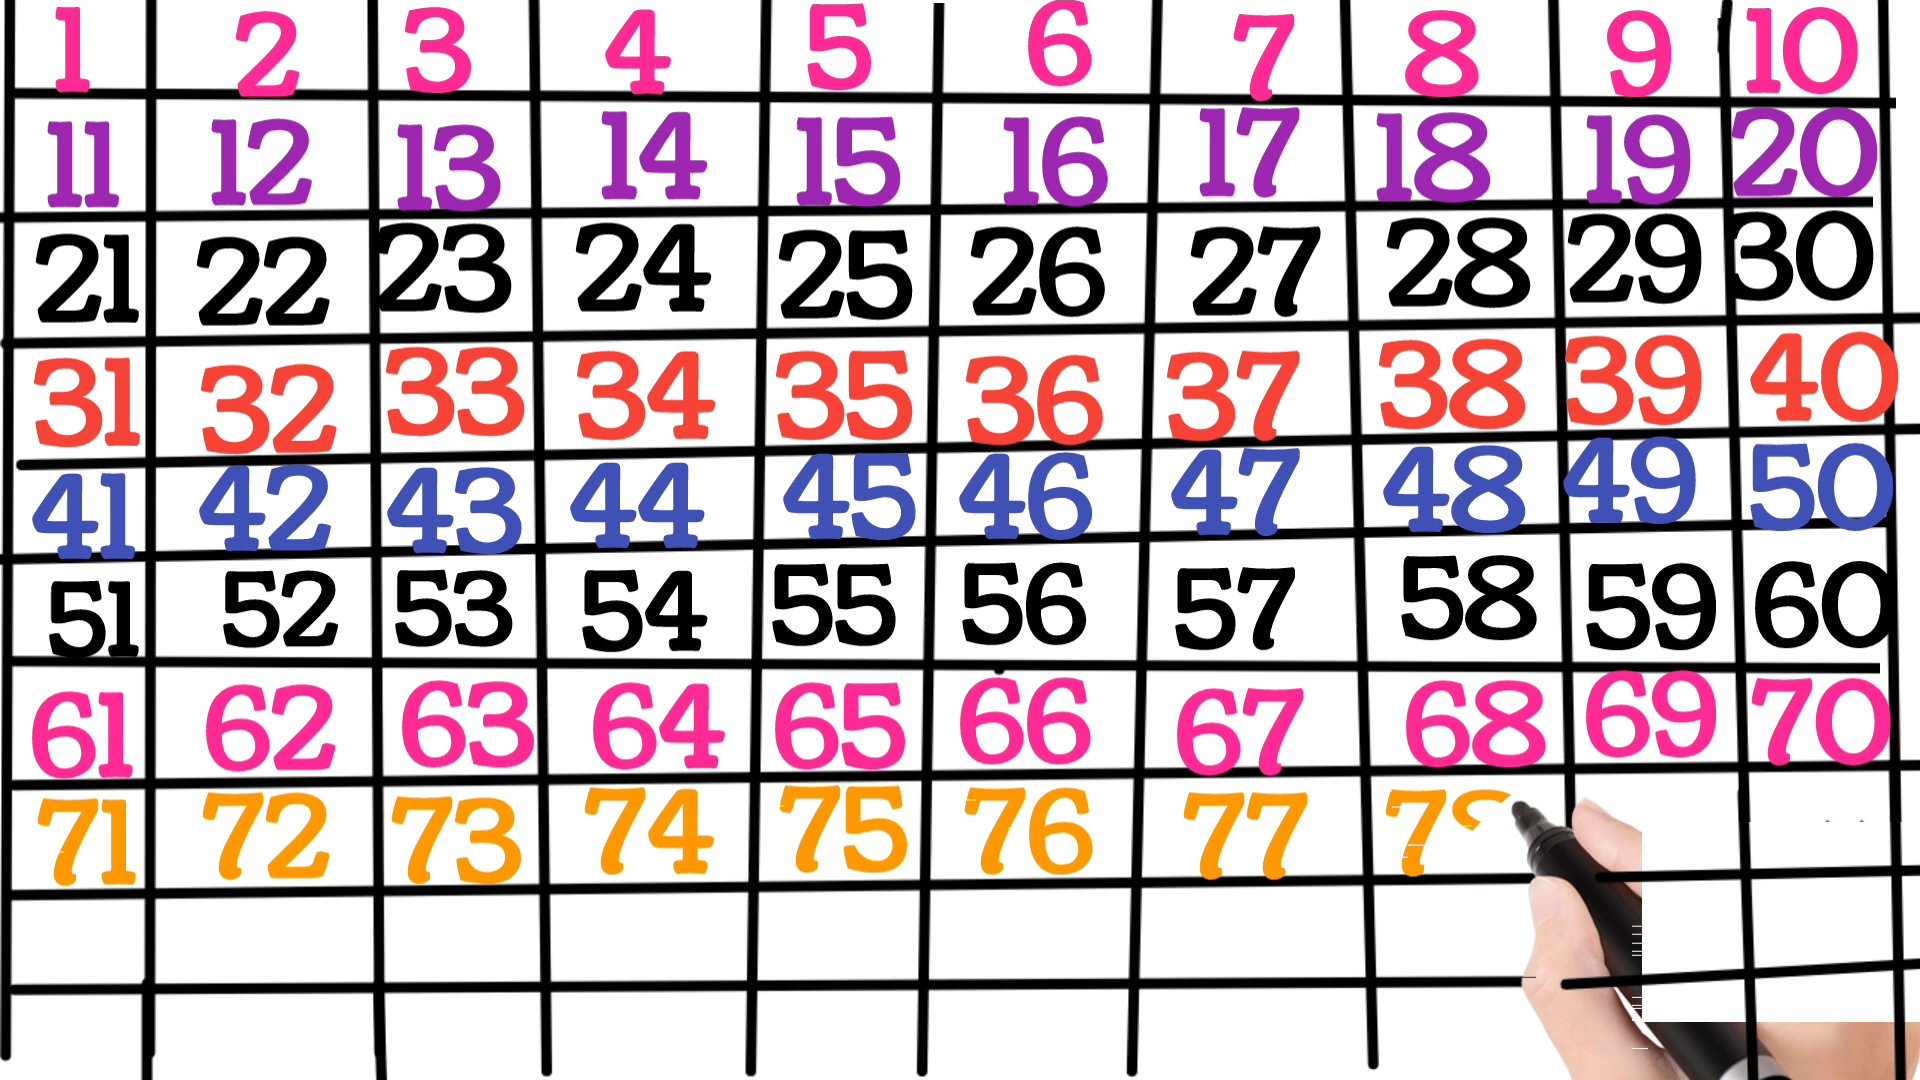 1 2 3 4 5 6 7 8 9 10
11 12 13 14 15 16 17 18 19 20
21 22 23 24 25 26 27 28 29 30
31 32 33 34 35 36 37 38 39 40
41 42 43 44 45 46 47 48 49 50
51 52 53 54 55 56 57 58 59 60
61 62 63 64 65 66 67 68 69 70
71 72 73 74 75 76 77